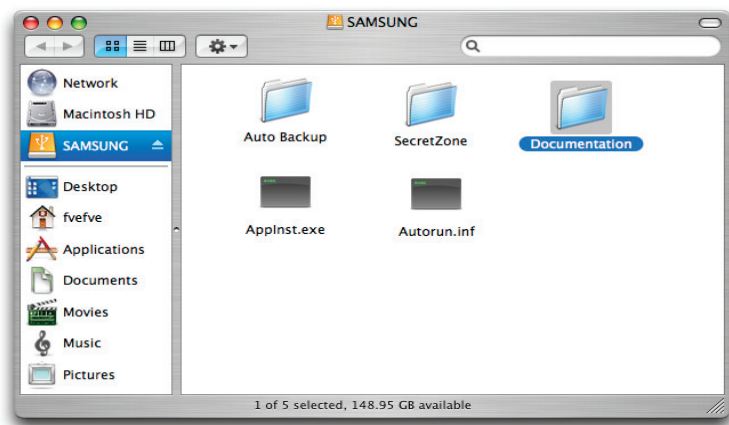 SAMSUNG
Network
Macintosh HD
SAMSUNG
Desktop
fvefve
Applications
Documents
Movies
Music
Pictures
Auto Backup
SecretZone
Documentation
AppInst.exe
Autorun.inf
1 of 5 selected, 148.95 GB available